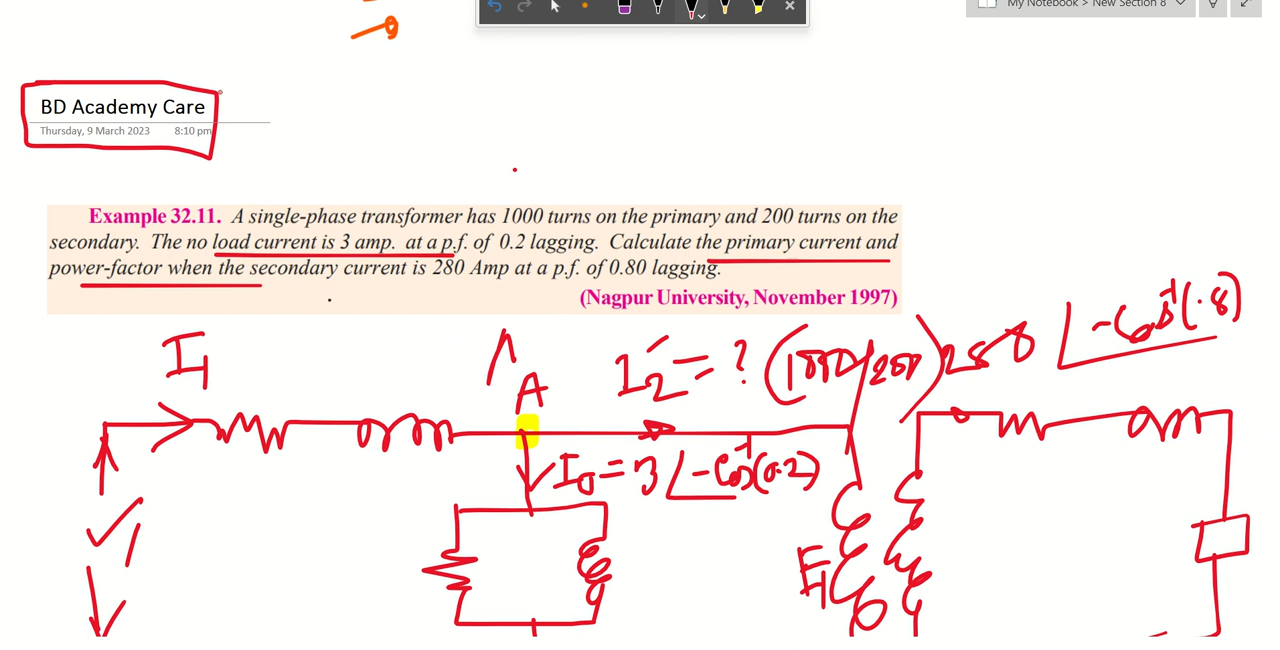 My Notebook > New Section 8
BD Academy Care
Thursday, 9 March 2023 8:10 pm
Example 32.11. A single-phase transformer has 1000 turns on the primary and 200 turns on the
secondary. The no load current is 3 amp. at a p.f. of 0.2 lagging. Calculate the primary current and
power-factor when the secondary current is 280 Amp at a p.f. of 0.80 lagging.
(Nagpur University, November 1997)
I1
A
I2' = ? (1000/200) 288 ∠-Cos⁻¹(.8)
I0 = 3 ∠-Cos⁻¹(0.2)
E1